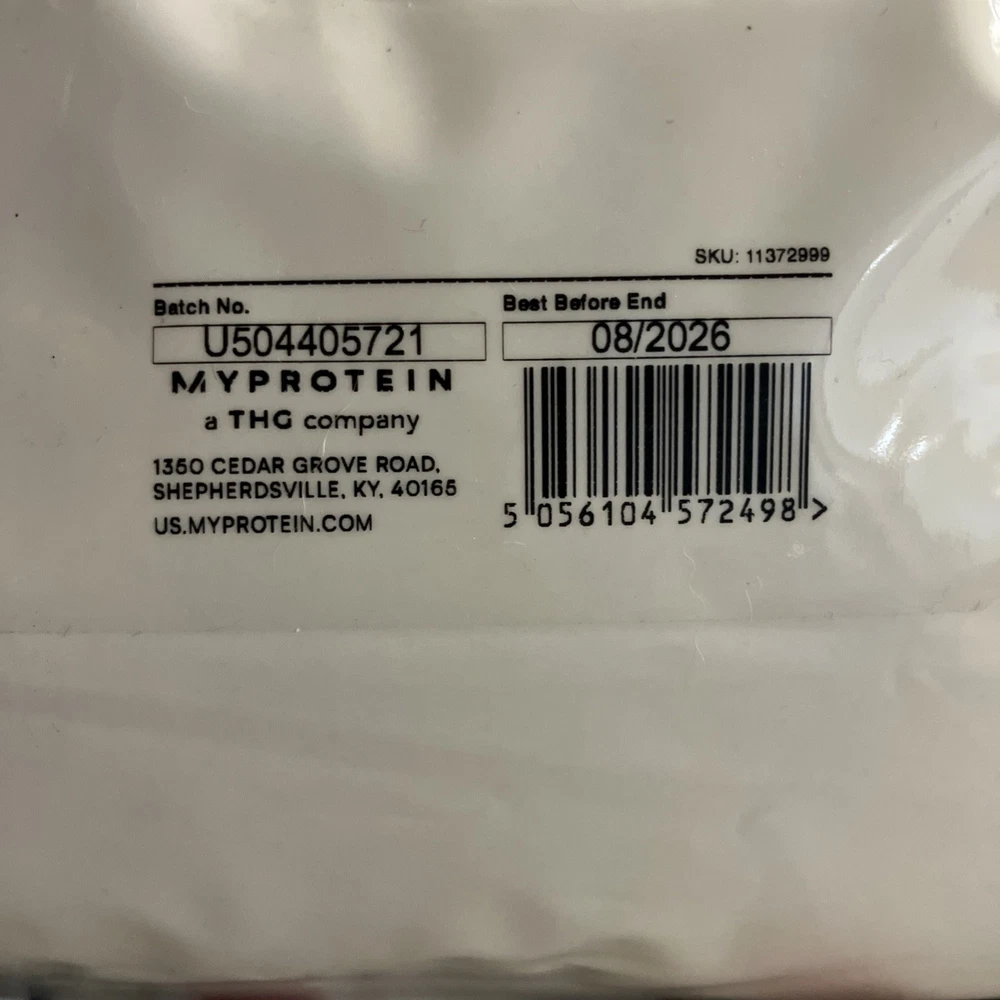 SKU: 11372999
Batch No.
U504405721
Best Before End
08/2026
MYPROTEIN
a THG company
1350 CEDAR GROVE ROAD,
SHEPHERDSVILLE, KY, 40165
US.MYPROTEIN.COM
5 056104 572498 >